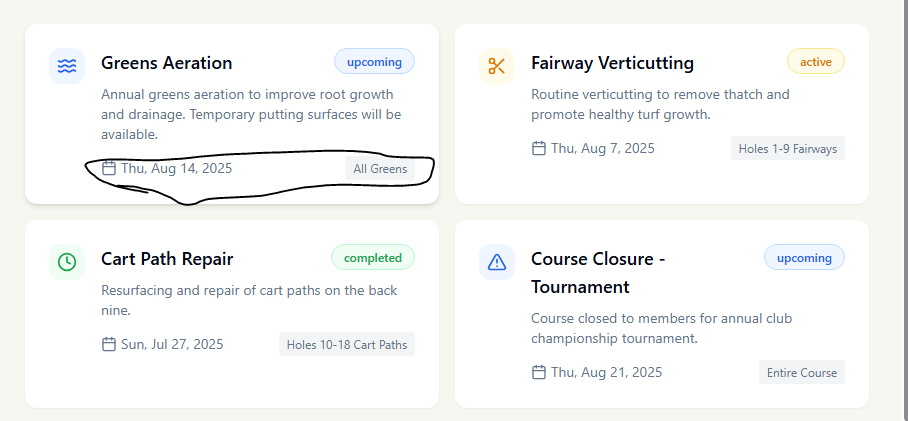 Greens Aeration
upcoming
Annual greens aeration to improve root growth
and drainage. Temporary putting surfaces will be
available.
Thu, Aug 14, 2025
All Greens
Fairway Verticutting
active
Routine verticutting to remove thatch and
promote healthy turf growth.
Thu, Aug 7, 2025
Holes 1-9 Fairways
Cart Path Repair
completed
Resurfacing and repair of cart paths on the back
nine.
Sun, Jul 27, 2025
Holes 10-18 Cart Paths
Course Closure -
Tournament
upcoming
Course closed to members for annual club
championship tournament.
Thu, Aug 21, 2025
Entire Course